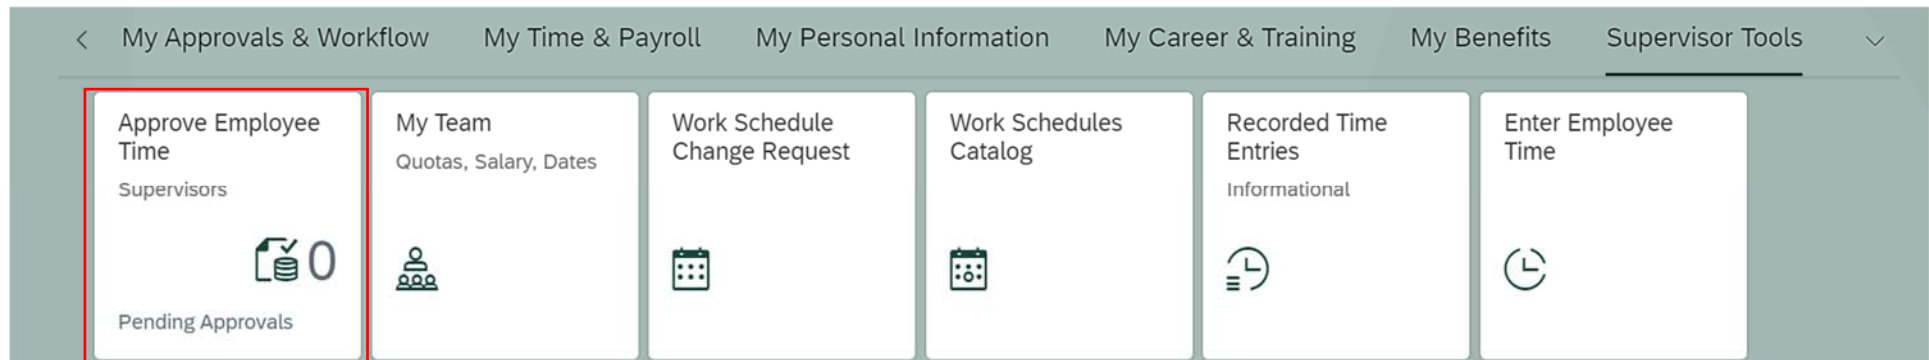 My Approvals & Workflow My Time & Payroll My Personal Information My Career & Training My Benefits Supervisor Tools
Approve Employee
Time
Supervisors
0
Pending Approvals
My Team
Quotas, Salary, Dates
Work Schedule
Change Request
Work Schedules
Catalog
Recorded Time
Entries
Informational
Enter Employee
Time